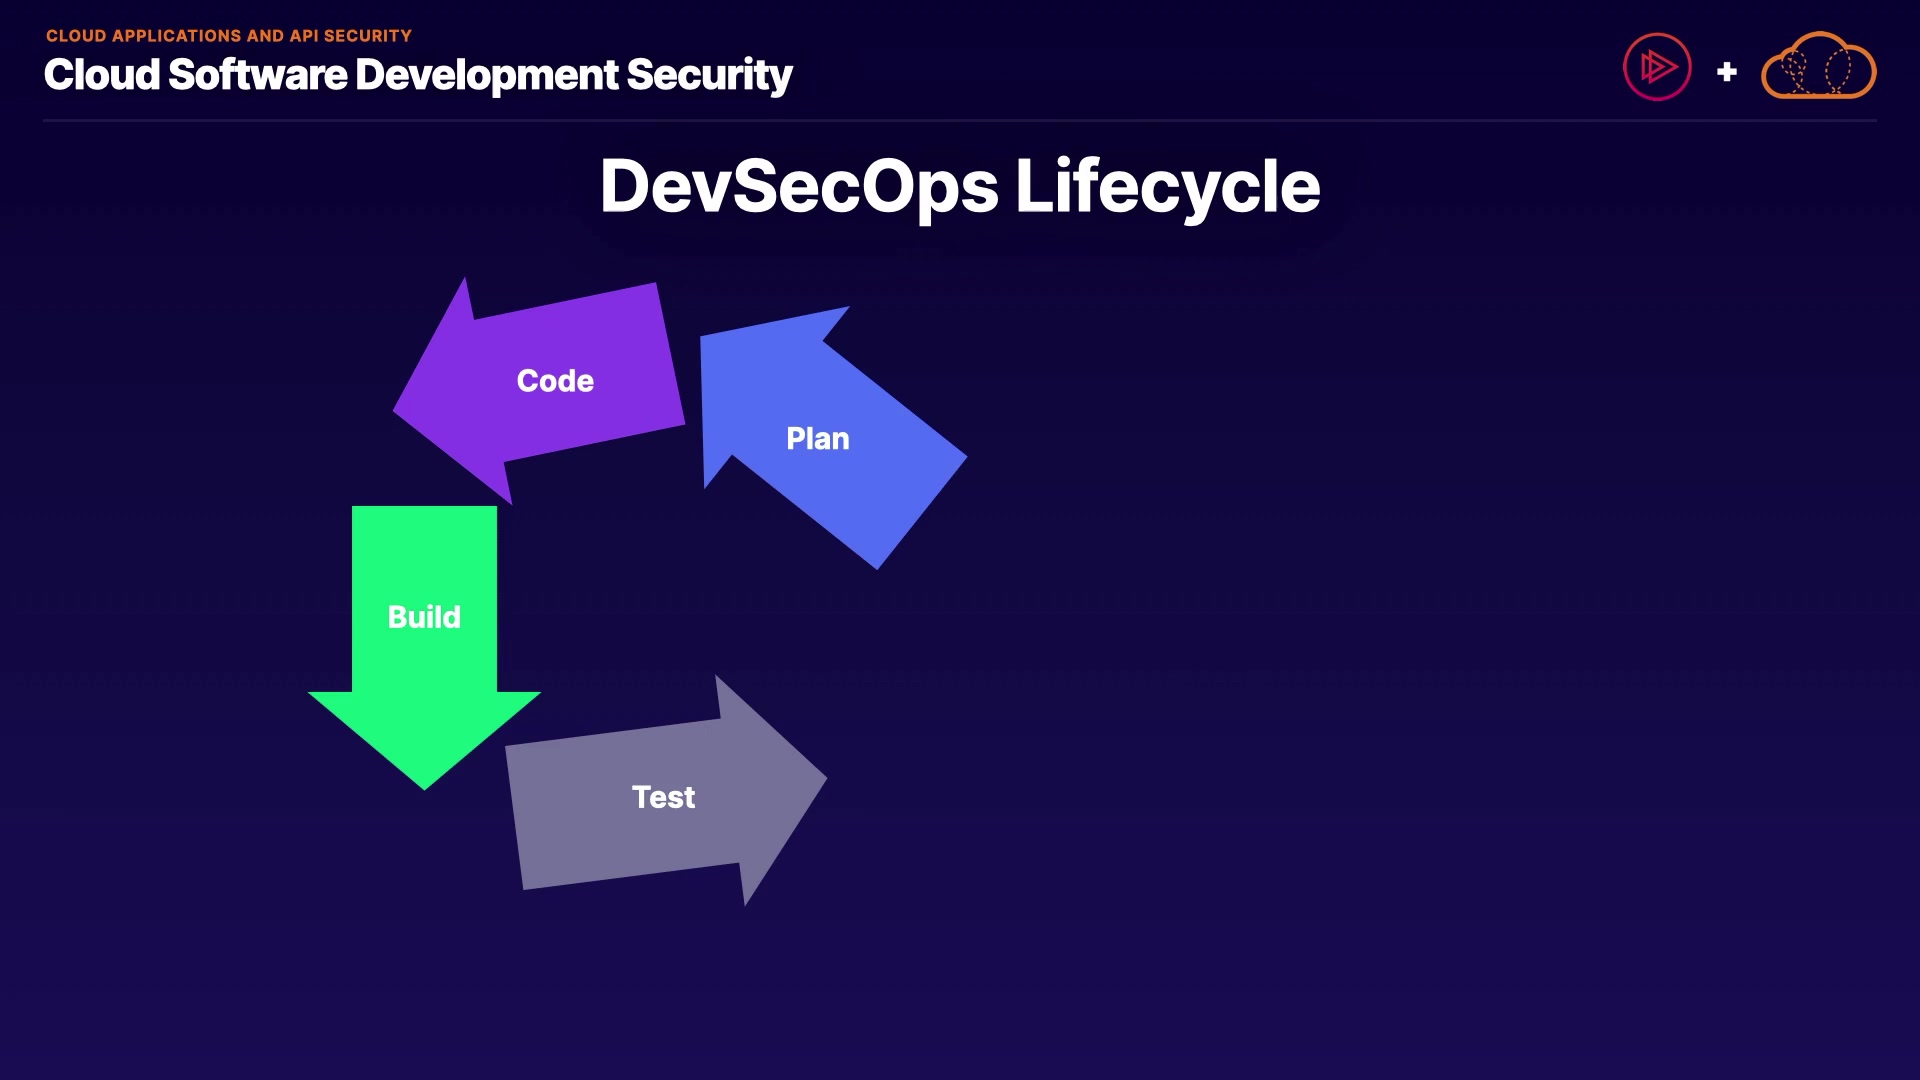 CLOUD APPLICATIONS AND API SECURITY
Cloud Software Development Security
DevSecOps Lifecycle
Code
Plan
Build
Test